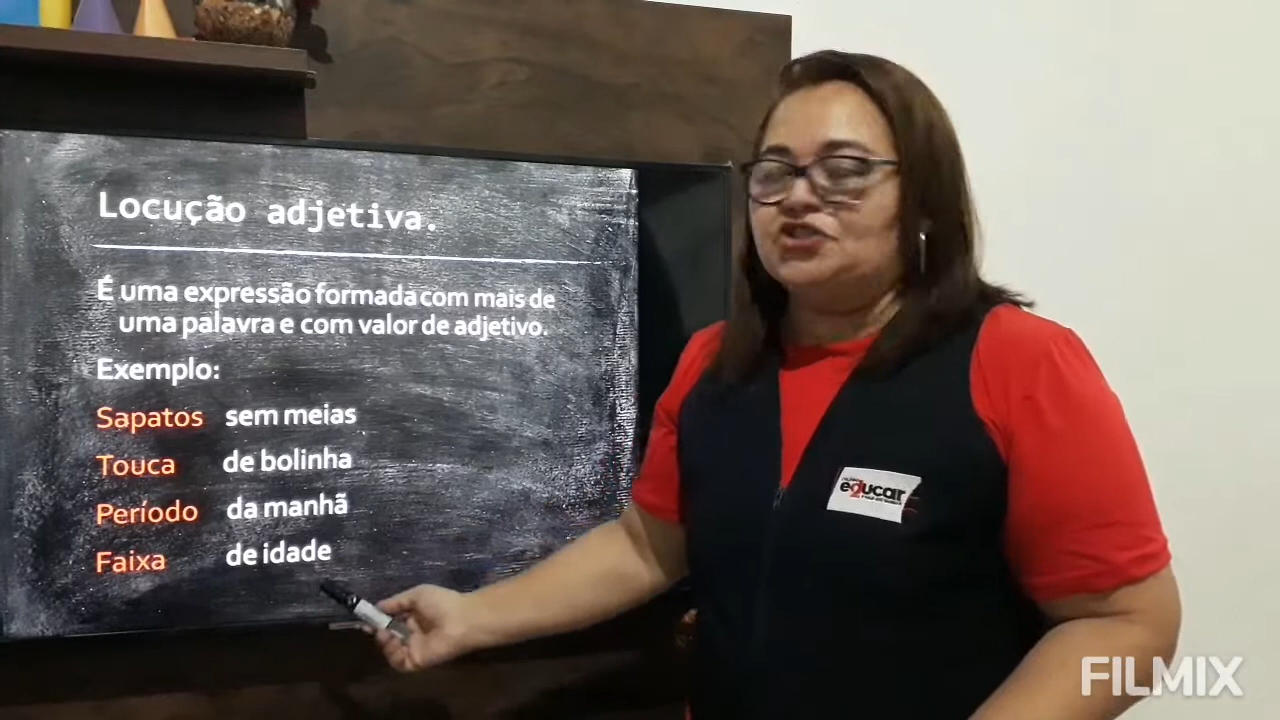 Locução adjetiva.
É uma expressão formada com mais de
uma palavra e com valor de adjetivo.
Exemplo:
Sapatos sem meias
Touca de bolinha
Período da manhã
Faixa de idade
educar
FILMIX